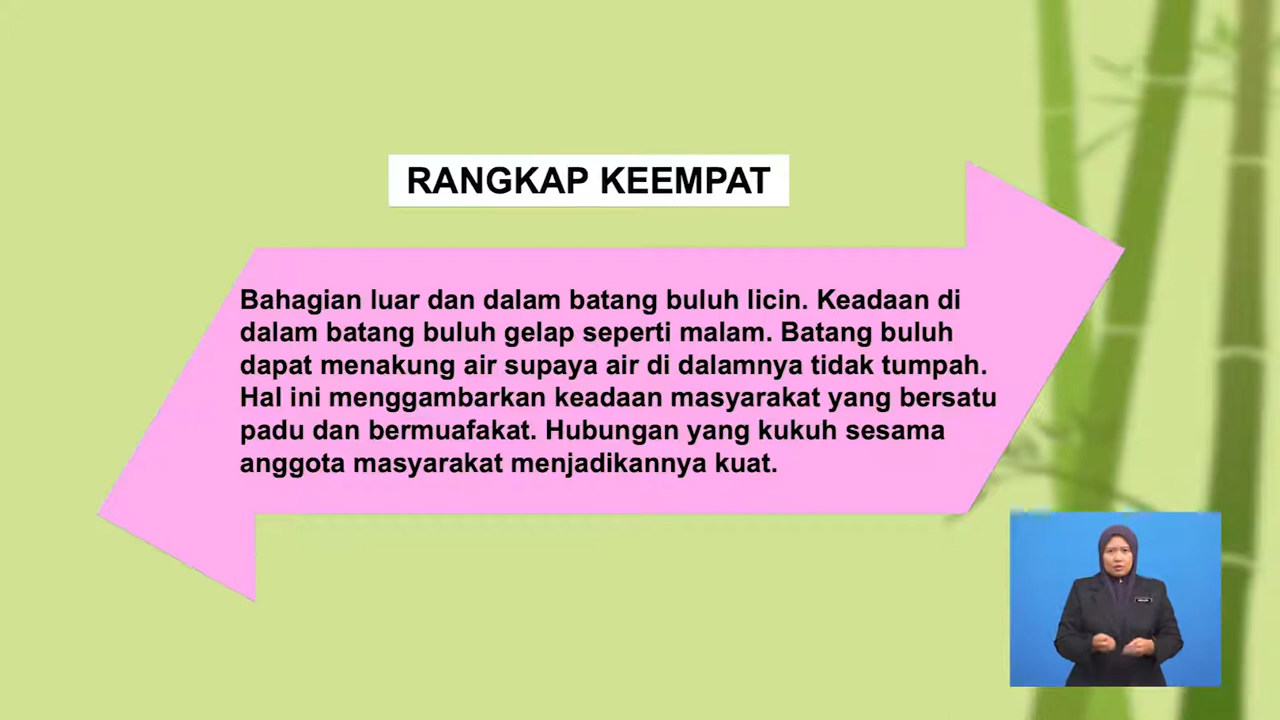 RANGKAP KEEMPAT
Bahagian luar dan dalam batang buluh licin. Keadaan di
dalam batang buluh gelap seperti malam. Batang buluh
dapat menakung air supaya air di dalamnya tidak tumpah.
Hal ini menggambarkan keadaan masyarakat yang bersatu
padu dan bermuafakat. Hubungan yang kukuh sesama
anggota masyarakat menjadikannya kuat.